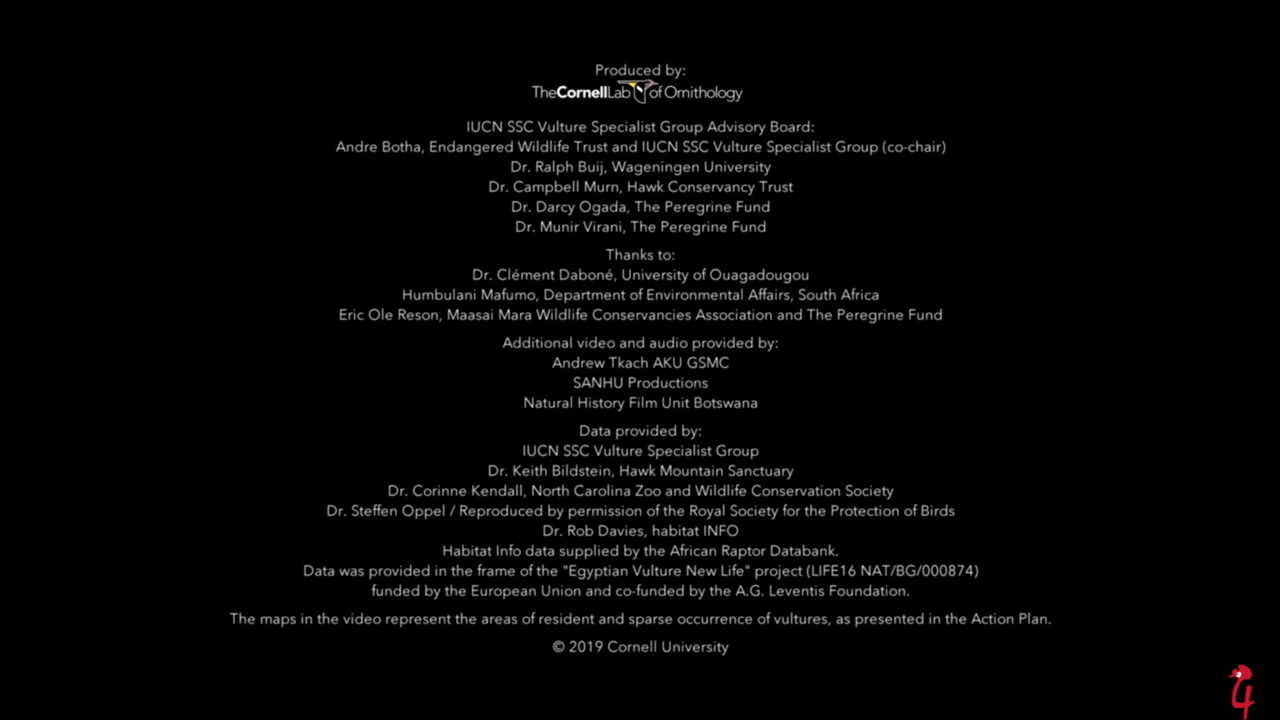 Produced by:
TheCornellLab of Ornithology
IUCN SSC Vulture Specialist Group Advisory Board:
Andre Botha, Endangered Wildlife Trust and IUCN SSC Vulture Specialist Group (co-chair)
Dr. Ralph Buij, Wageningen University
Dr. Campbell Murn, Hawk Conservancy Trust
Dr. Darcy Ogada, The Peregrine Fund
Dr. Munir Virani, The Peregrine Fund
Thanks to:
Dr. Clément Daboné, University of Ouagadougou
Humbulani Mafumo, Department of Environmental Affairs, South Africa
Eric Ole Reson, Maasai Mara Wildlife Conservancies Association and The Peregrine Fund
Additional video and audio provided by:
Andrew Tkach AKU GSMC
SANHU Productions
Natural History Film Unit Botswana
Data provided by:
IUCN SSC Vulture Specialist Group
Dr. Keith Bildstein, Hawk Mountain Sanctuary
Dr. Corinne Kendall, North Carolina Zoo and Wildlife Conservation Society
Dr. Steffen Oppel / Reproduced by permission of the Royal Society for the Protection of Birds
Dr. Rob Davies, habitat INFO
Habitat Info data supplied by the African Raptor Databank.
Data was provided in the frame of the "Egyptian Vulture New Life" project (LIFE16 NAT/BG/000874)
funded by the European Union and co-funded by the A.G. Leventis Foundation.
The maps in the video represent the areas of resident and sparse occurrence of vultures, as presented in the Action Plan.
© 2019 Cornell University
4